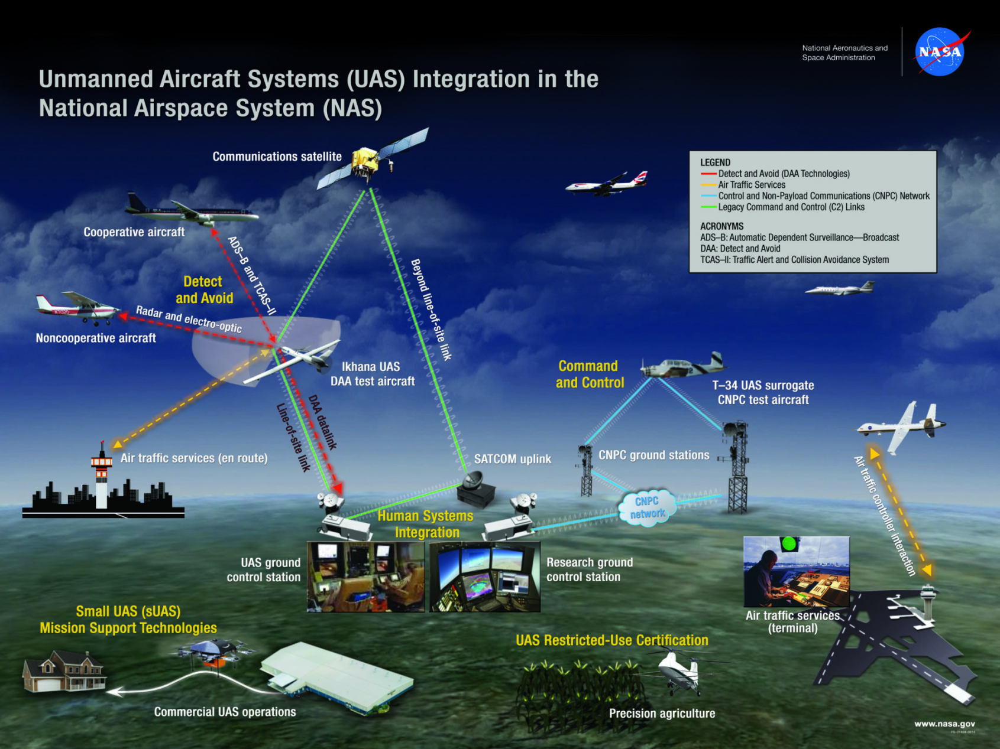 National Aeronautics and
Space Administration
NASA
Unmanned Aircraft Systems (UAS) Integration in the
National Airspace System (NAS)
Communications satellite
LEGEND
Detect and Avoid (DAA Technologies)
Air Traffic Services
Control and Non-Payload Communications (CNPC) Network
Legacy Command and Control (C2) Links
ACRONYMS
ADS–B: Automatic Dependent Surveillance—Broadcast
DAA: Detect and Avoid
TCAS–II: Traffic Alert and Collision Avoidance System
Cooperative aircraft
ADS–B and TCAS–II
Beyond line-of-site link
Detect
and Avoid
Radar and electro-optic
Noncooperative aircraft
Ikhana UAS
DAA test aircraft
Command
and Control
T–34 UAS surrogate
CNPC test aircraft
DAA datalink
Line-of-site link
Air traffic services (en route)
SATCOM uplink
CNPC ground stations
Air traffic controller interaction
CNPC
network
Human Systems
Integration
UAS ground
control station
Research ground
control station
Air traffic services
(terminal)
Small UAS (sUAS)
Mission Support Technologies
UAS Restricted-Use Certification
Commercial UAS operations
Precision agriculture
www.nasa.gov